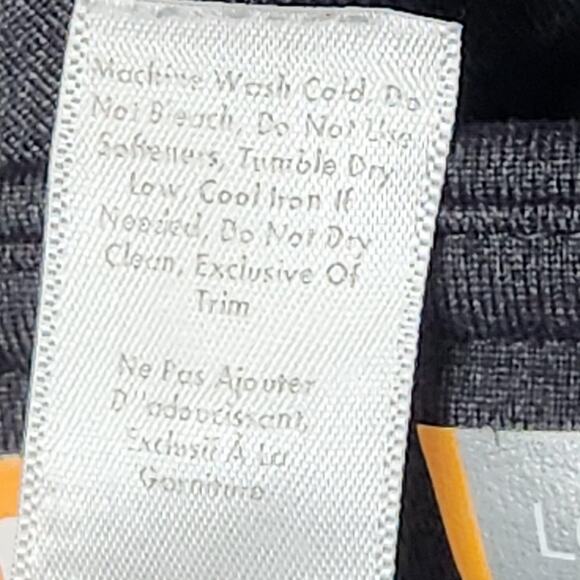 Machine Wash Cold, Do
Not Bleach, Do Not Use
Softeners, Tumble Dry
Low, Cool Iron If
Needed, Do Not Dry
Clean, Exclusive Of
Trim
Ne Pas Ajouter
D''adoucissant,
Exclusif À La
Garniture
L